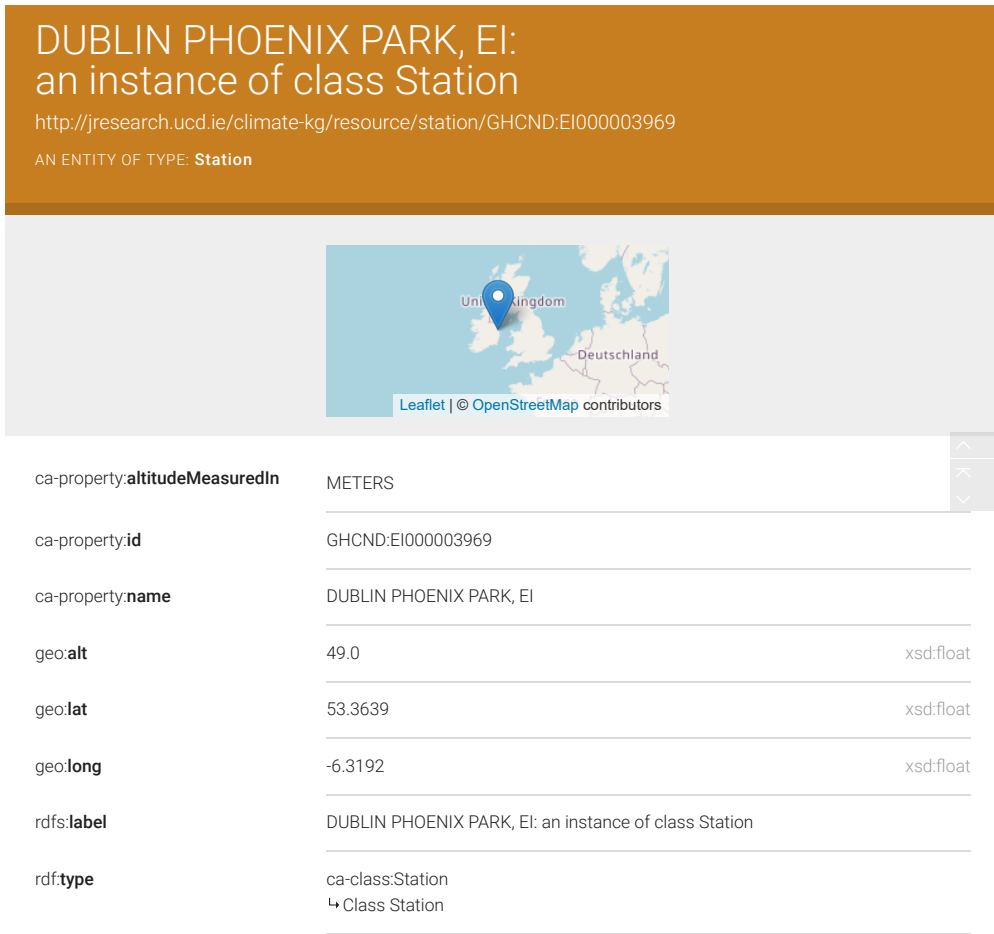 DUBLIN PHOENIX PARK, EI:
an instance of class Station
http://jresearch.ucd.ie/climate-kg/resource/station/GHCND:EI000003969
AN ENTITY OF TYPE: Station
Kingdom
Deutschland
Leaflet | © OpenStreetMap contributors
ca-property:altitudeMeasuredIn METERS
ca-property:id GHCND:EI000003969
ca-property:name DUBLIN PHOENIX PARK, EI
geo:alt 49.0 xsd:float
geo:lat 53.3639 xsd:float
geo:long -6.3192 xsd:float
rdfs:label DUBLIN PHOENIX PARK, EI: an instance of class Station
rdf:type ca-class:Station
↳ Class Station